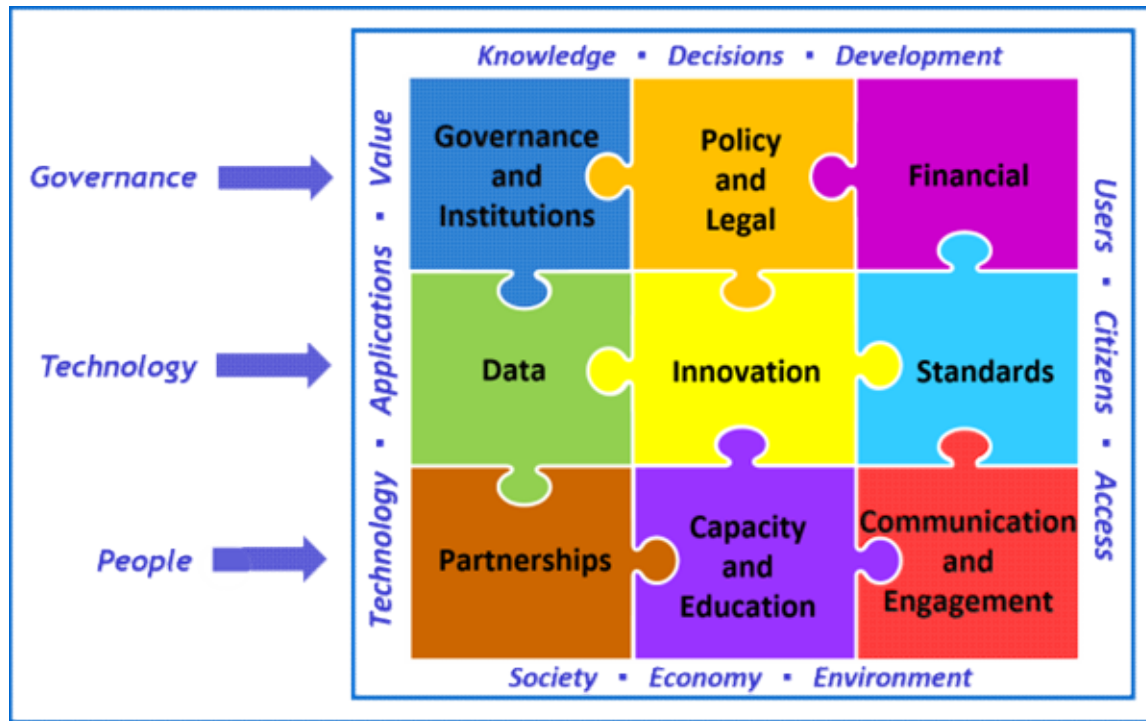 Knowledge ▪ Decisions ▪ Development
Governance
Technology
People
Technology ▪ Applications ▪ Value
Governance
and
Institutions
Policy
and
Legal
Financial
Data
Innovation
Standards
Partnerships
Capacity
and
Education
Communication
and
Engagement
Users ▪ Citizens ▪ Access
Society ▪ Economy ▪ Environment